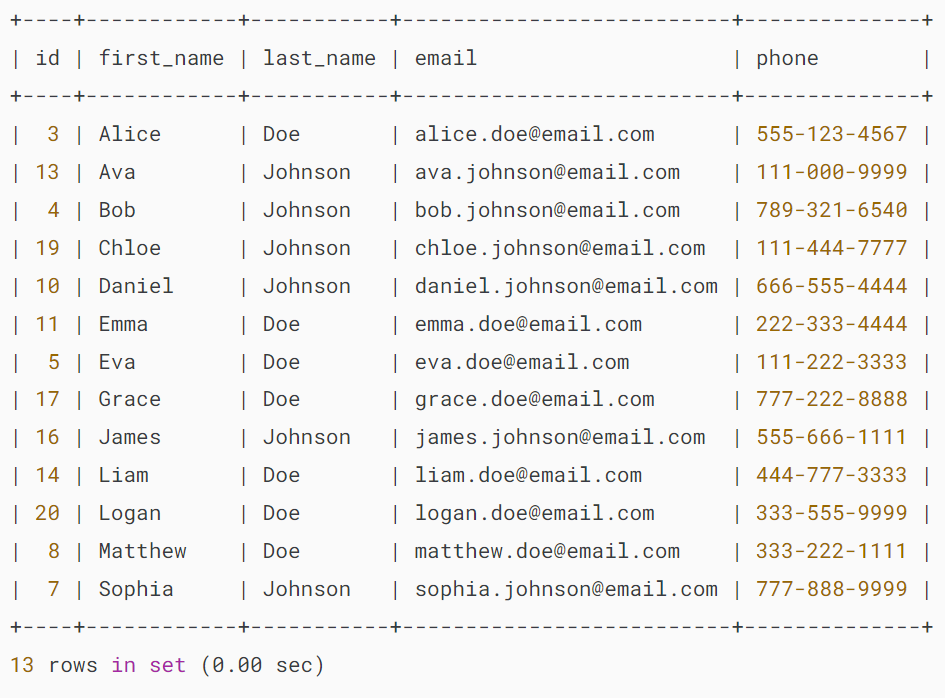 +----+------------+-----------+--------------------------+--------------+
| id | first_name | last_name | email                    | phone        |
+----+------------+-----------+--------------------------+--------------+
|  3 | Alice      | Doe       | alice.doe@email.com      | 555-123-4567 |
| 13 | Ava        | Johnson   | ava.johnson@email.com    | 111-000-9999 |
|  4 | Bob        | Johnson   | bob.johnson@email.com    | 789-321-6540 |
| 19 | Chloe      | Johnson   | chloe.johnson@email.com  | 111-444-7777 |
| 10 | Daniel     | Johnson   | daniel.johnson@email.com | 666-555-4444 |
| 11 | Emma       | Doe       | emma.doe@email.com       | 222-333-4444 |
|  5 | Eva        | Doe       | eva.doe@email.com        | 111-222-3333 |
| 17 | Grace      | Doe       | grace.doe@email.com      | 777-222-8888 |
| 16 | James      | Johnson   | james.johnson@email.com  | 555-666-1111 |
| 14 | Liam       | Doe       | liam.doe@email.com       | 444-777-3333 |
| 20 | Logan      | Doe       | logan.doe@email.com      | 333-555-9999 |
|  8 | Matthew    | Doe       | matthew.doe@email.com    | 333-222-1111 |
|  7 | Sophia     | Johnson   | sophia.johnson@email.com | 777-888-9999 |
+----+------------+-----------+--------------------------+--------------+
13 rows in set (0.00 sec)